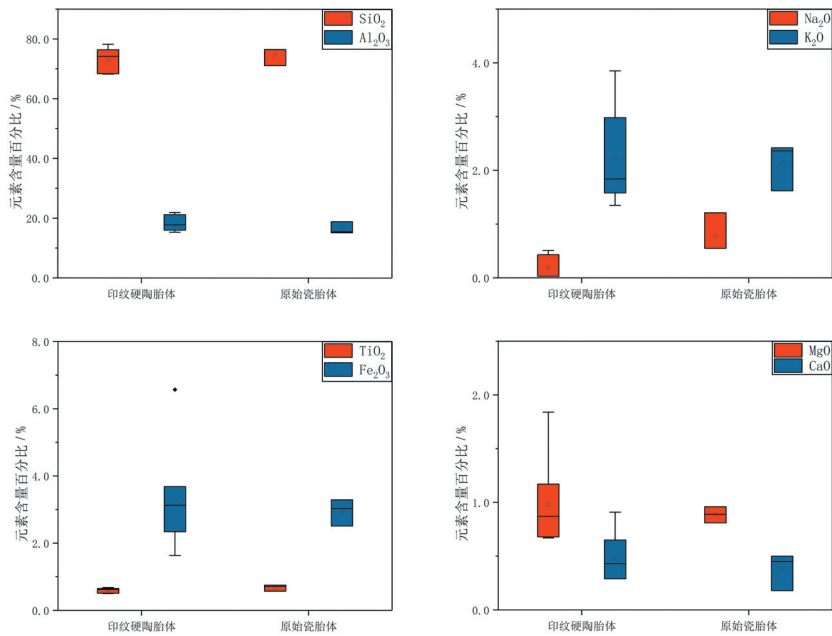 SiO₂
Al₂O₃
80.0
60.0
40.0
20.0
0.0
元素含量百分比/%
印纹硬陶胎体
原始瓷胎体
Na₂O
K₂O
4.0
2.0
0.0
元素含量百分比/%
印纹硬陶胎体
原始瓷胎体
TiO₂
Fe₂O₃
8.0
6.0
4.0
2.0
0.0
元素含量百分比/%
印纹硬陶胎体
原始瓷胎体
MgO
CaO
2.0
1.0
0.0
元素含量百分比/%
印纹硬陶胎体
原始瓷胎体